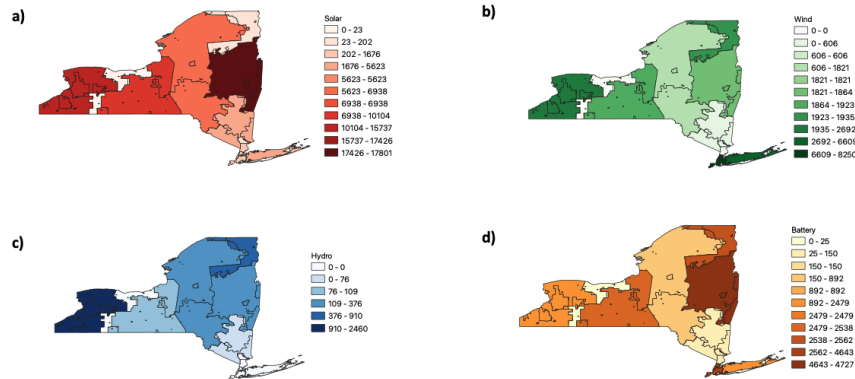 a)
Solar
0 - 23
23 - 202
202 - 1676
1676 - 5623
5623 - 5623
5623 - 6938
6938 - 6938
6938 - 10104
10104 - 15737
15737 - 17426
17426 - 17801
b)
Wind
0 - 0
0 - 606
606 - 606
606 - 1821
1821 - 1821
1821 - 1864
1864 - 1923
1923 - 1935
1935 - 2692
2692 - 6609
6609 - 8250
c)
Hydro
0 - 0
0 - 76
76 - 109
109 - 376
376 - 910
910 - 2460
d)
Battery
0 - 25
25 - 150
150 - 150
150 - 892
892 - 892
892 - 2479
2479 - 2479
2479 - 2538
2538 - 2562
2562 - 4643
4643 - 4727